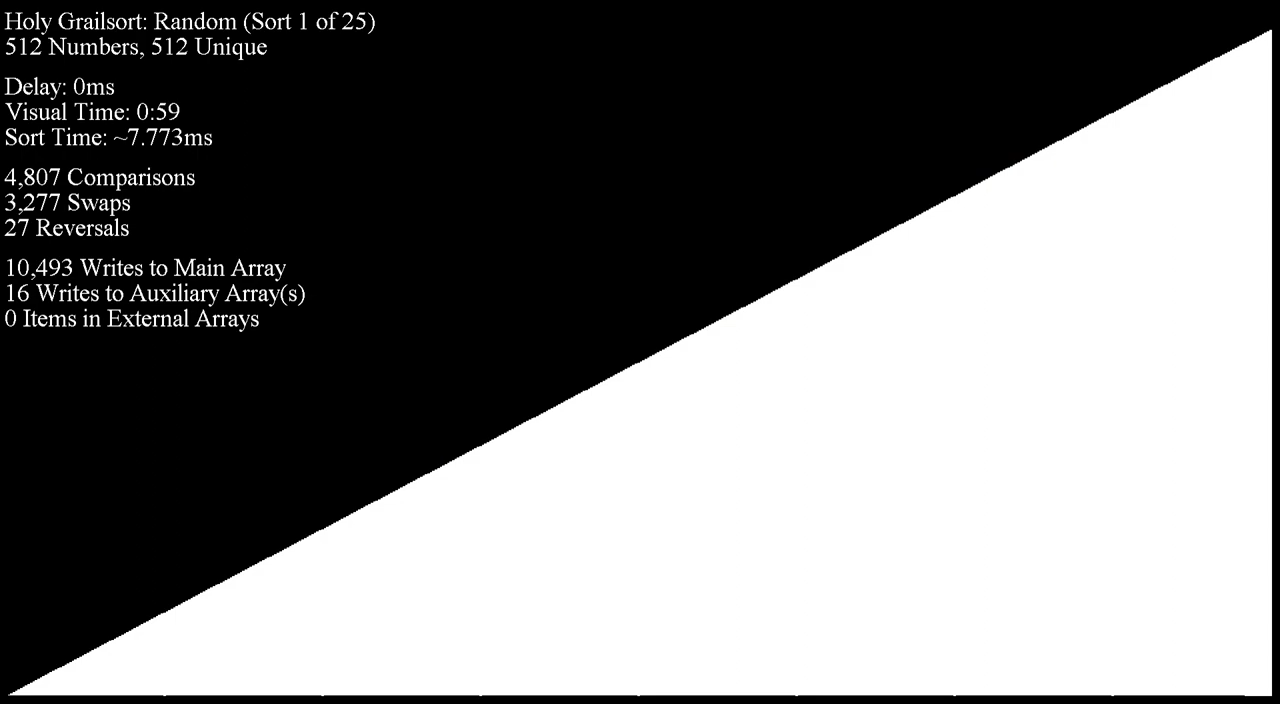 Holy Grailsort: Random (Sort 1 of 25)
512 Numbers, 512 Unique
Delay: 0ms
Visual Time: 0:59
Sort Time: ~7.773ms
4,807 Comparisons
3,277 Swaps
27 Reversals
10,493 Writes to Main Array
16 Writes to Auxiliary Array(s)
0 Items in External Arrays